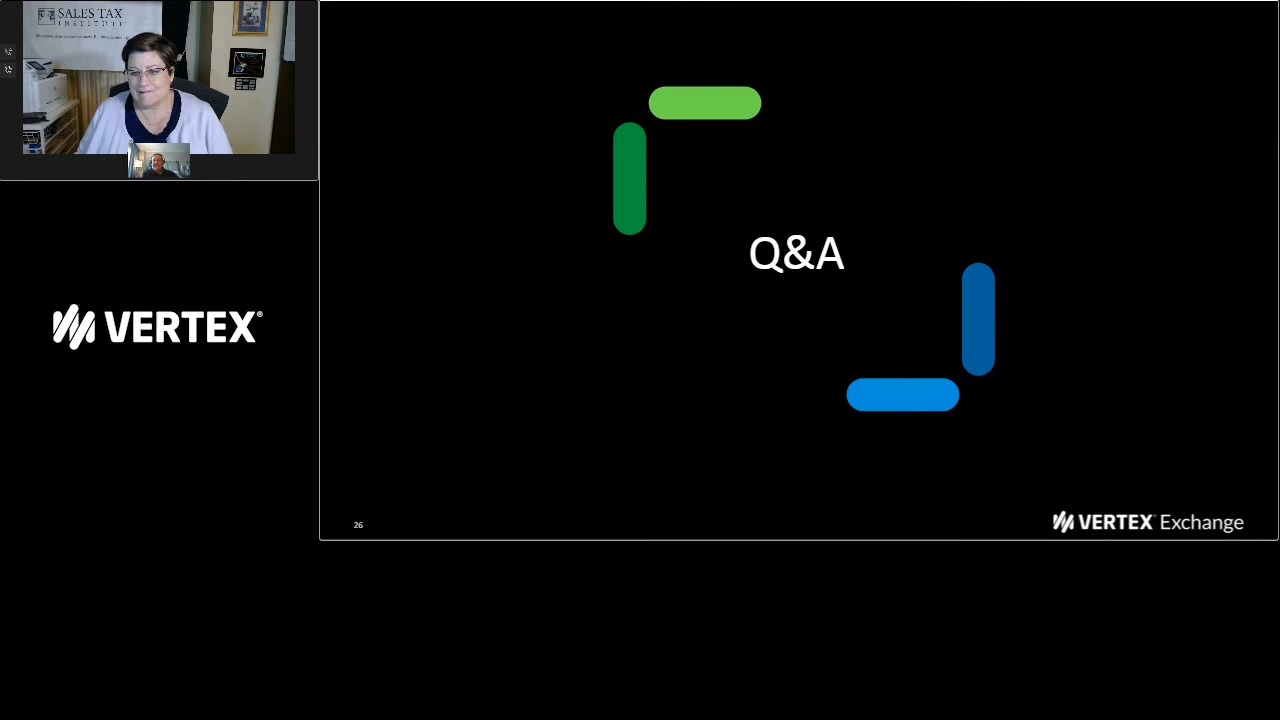 SALES TAX
INSTITUTE
Q&A
VERTEX®
26
VERTEX Exchange